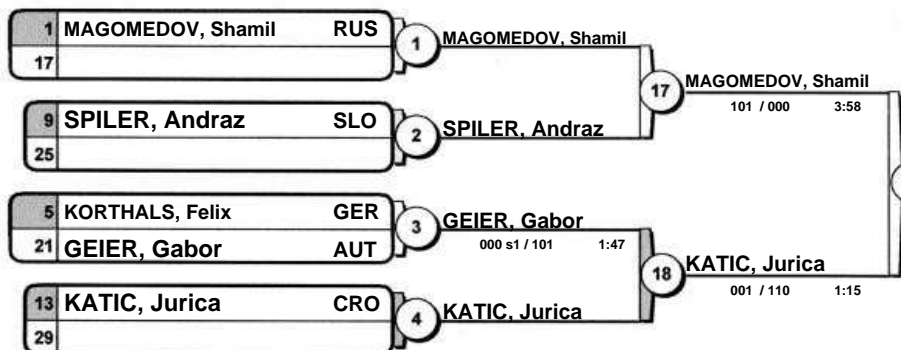 1 MAGOMEDOV, Shamil RUS
17
1
MAGOMEDOV, Shamil
9 SPILER, Andraz SLO
25
2
SPILER, Andraz
17
MAGOMEDOV, Shamil
101 / 000 3:58
5 KORTHALS, Felix GER
21 GEIER, Gabor AUT
3
GEIER, Gabor
000 s1 / 101 1:47
13 KATIC, Jurica CRO
29
4
KATIC, Jurica
18
KATIC, Jurica
001 / 110 1:15